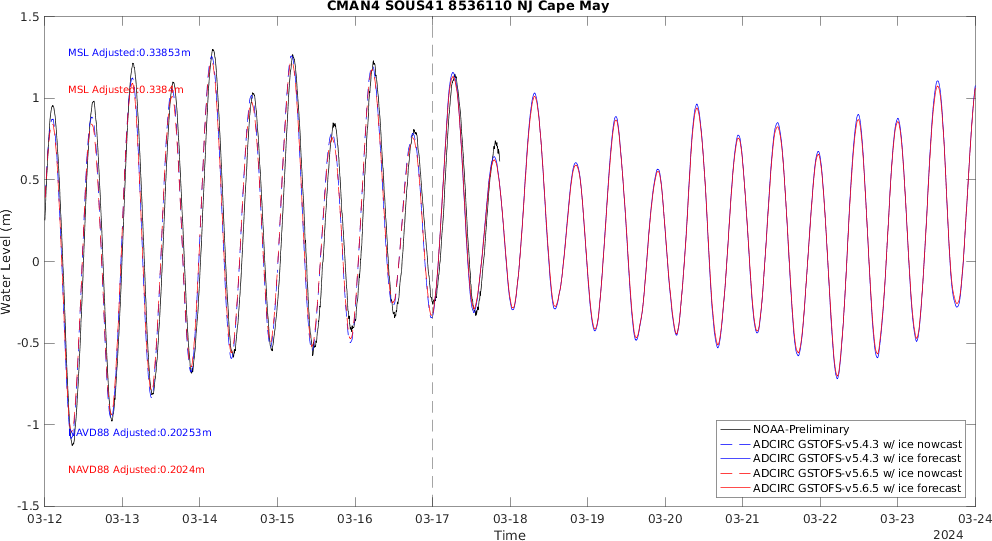 CMAN4 SOUS41 8536110 NJ Cape May
1.5
1
0.5
0
-0.5
-1
-1.5
Water Level (m)
MSL Adjusted:0.33853m
MSL Adjusted:0.3384m
NAVD88 Adjusted:0.20253m
NAVD88 Adjusted:0.2024m
NOAA-Preliminary
ADCIRC GSTOFS-v5.4.3 w/ ice nowcast
ADCIRC GSTOFS-v5.4.3 w/ ice forecast
ADCIRC GSTOFS-v5.6.5 w/ ice nowcast
ADCIRC GSTOFS-v5.6.5 w/ ice forecast
03-12 03-13 03-14 03-15 03-16 03-17 03-18 03-19 03-20 03-21 03-22 03-23 03-24
Time
2024